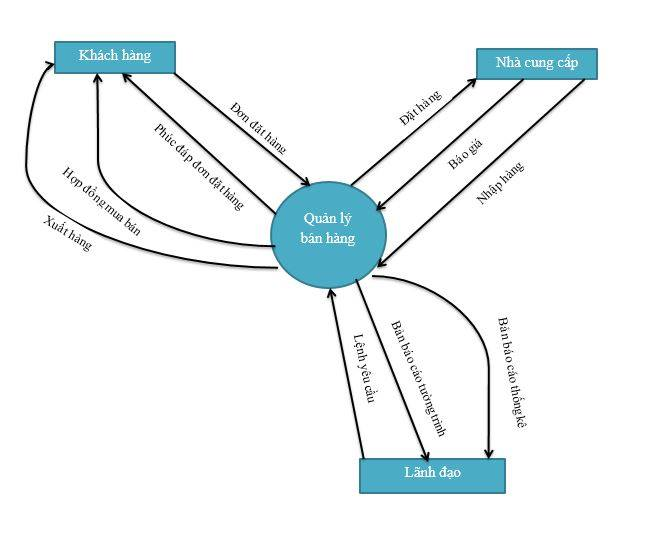 Khách hàng
Nhà cung cấp
Đơn đặt hàng
Đặt hàng
Phúc đáp đơn đặt hàng
Báo giá
Nhập hàng
Hợp đồng mua bán
Xuất hàng
Quản lý
bán hàng
Lệnh yêu cầu
Bản báo cáo tường trình
Bản báo cáo thống kê
Lãnh đạo